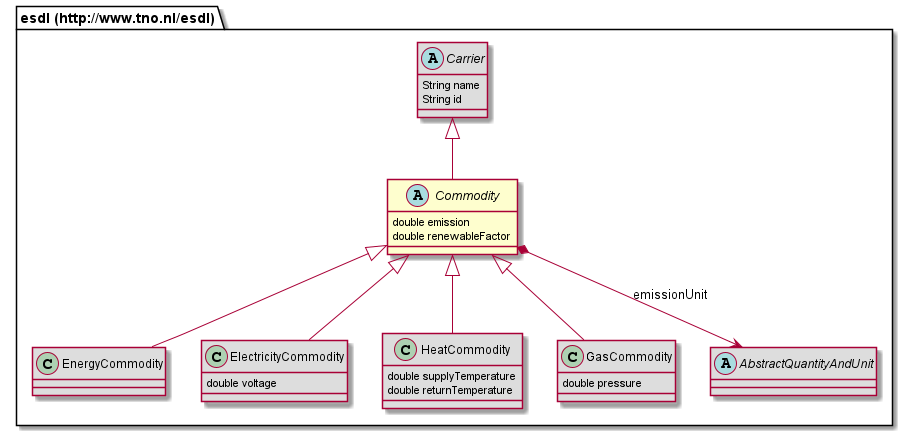 esdl (http://www.tno.nl/esdl)
A Carrier
String name
String id
A Commodity
double emission
double renewableFactor
emissionUnit
C EnergyCommodity
C ElectricityCommodity
double voltage
C HeatCommodity
double supplyTemperature
double returnTemperature
C GasCommodity
double pressure
A AbstractQuantityAndUnit